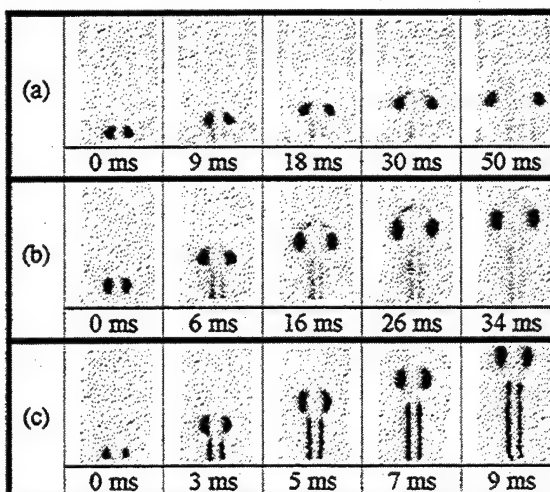 (a)
0 ms 9 ms 18 ms 30 ms 50 ms
(b)
0 ms 6 ms 16 ms 26 ms 34 ms
(c)
0 ms 3 ms 5 ms 7 ms 9 ms